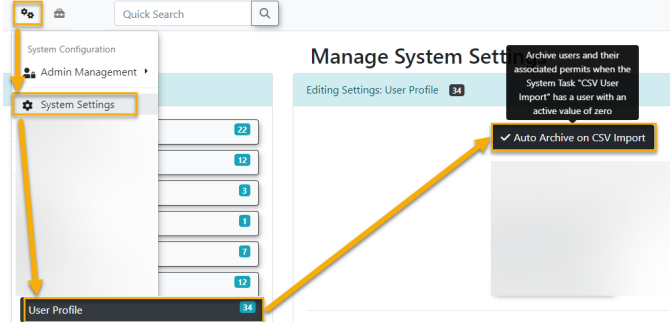 Quick Search
System Configuration
Admin Management
System Settings
22
12
3
1
7
12
User Profile 34
Manage System Sett
Editing Settings: User Profile 34
Archive users and their
associated permits when the
System Task "CSV User
Import" has a user with an
active value of zero
Auto Archive on CSV Import